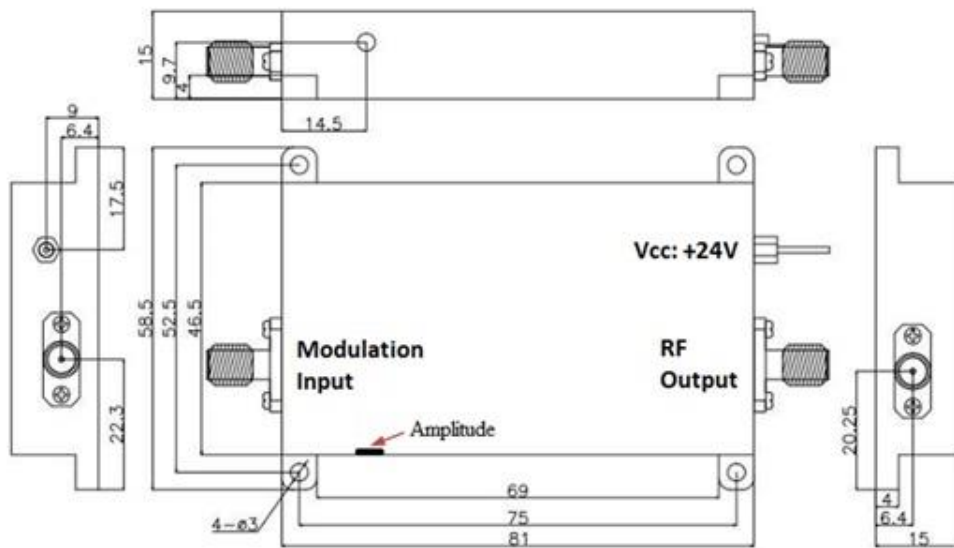 15
9.7
4
14.5
9
6.4
17.5
22.3
58.5
52.5
46.5
Vcc: +24V
Modulation
Input
RF
Output
Amplitude
4-ø3
69
75
81
20.25
4
6.4
15